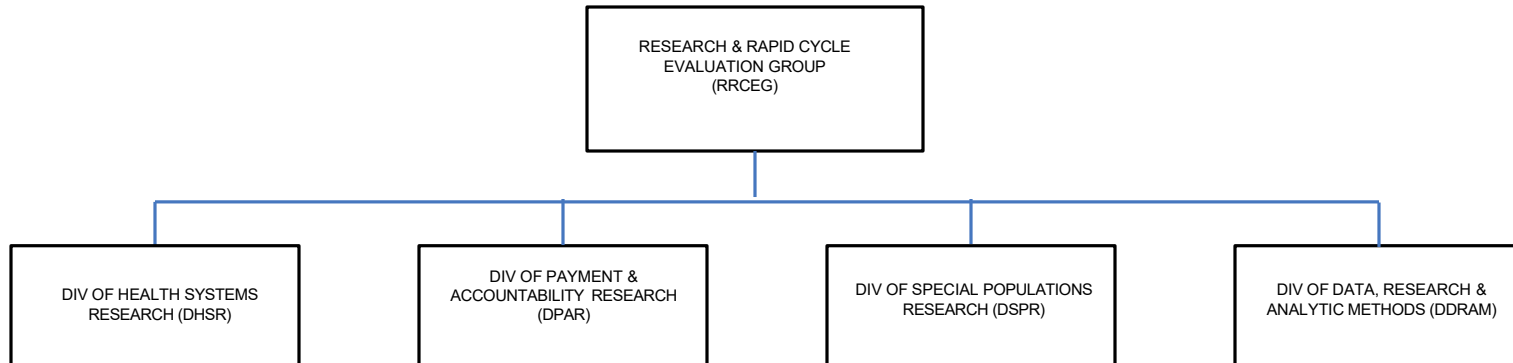 RESEARCH & RAPID CYCLE
EVALUATION GROUP
(RRCEG)
DIV OF HEALTH SYSTEMS
RESEARCH (DHSR)
DIV OF PAYMENT &
ACCOUNTABILITY RESEARCH
(DPAR)
DIV OF SPECIAL POPULATIONS
RESEARCH (DSPR)
DIV OF DATA, RESEARCH &
ANALYTIC METHODS (DDRAM)